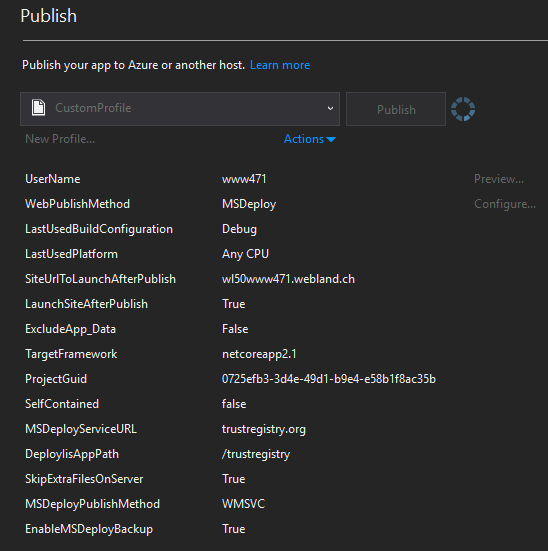 Publish
Publish your app to Azure or another host. Learn more
CustomProfile Publish
New Profile... Actions
UserName www471 Preview...
WebPublishMethod MSDeploy Configure...
LastUsedBuildConfiguration Debug
LastUsedPlatform Any CPU
SiteUrlToLaunchAfterPublish wl50www471.webland.ch
LaunchSiteAfterPublish True
ExcludeApp_Data False
TargetFramework netcoreapp2.1
ProjectGuid 0725efb3-3d4e-49d1-b9e4-e58b1f8ac35b
SelfContained false
MSDeployServiceURL trustregistry.org
DeployIisAppPath /trustregistry
SkipExtraFilesOnServer True
MSDeployPublishMethod WMSVC
EnableMSDeployBackup True